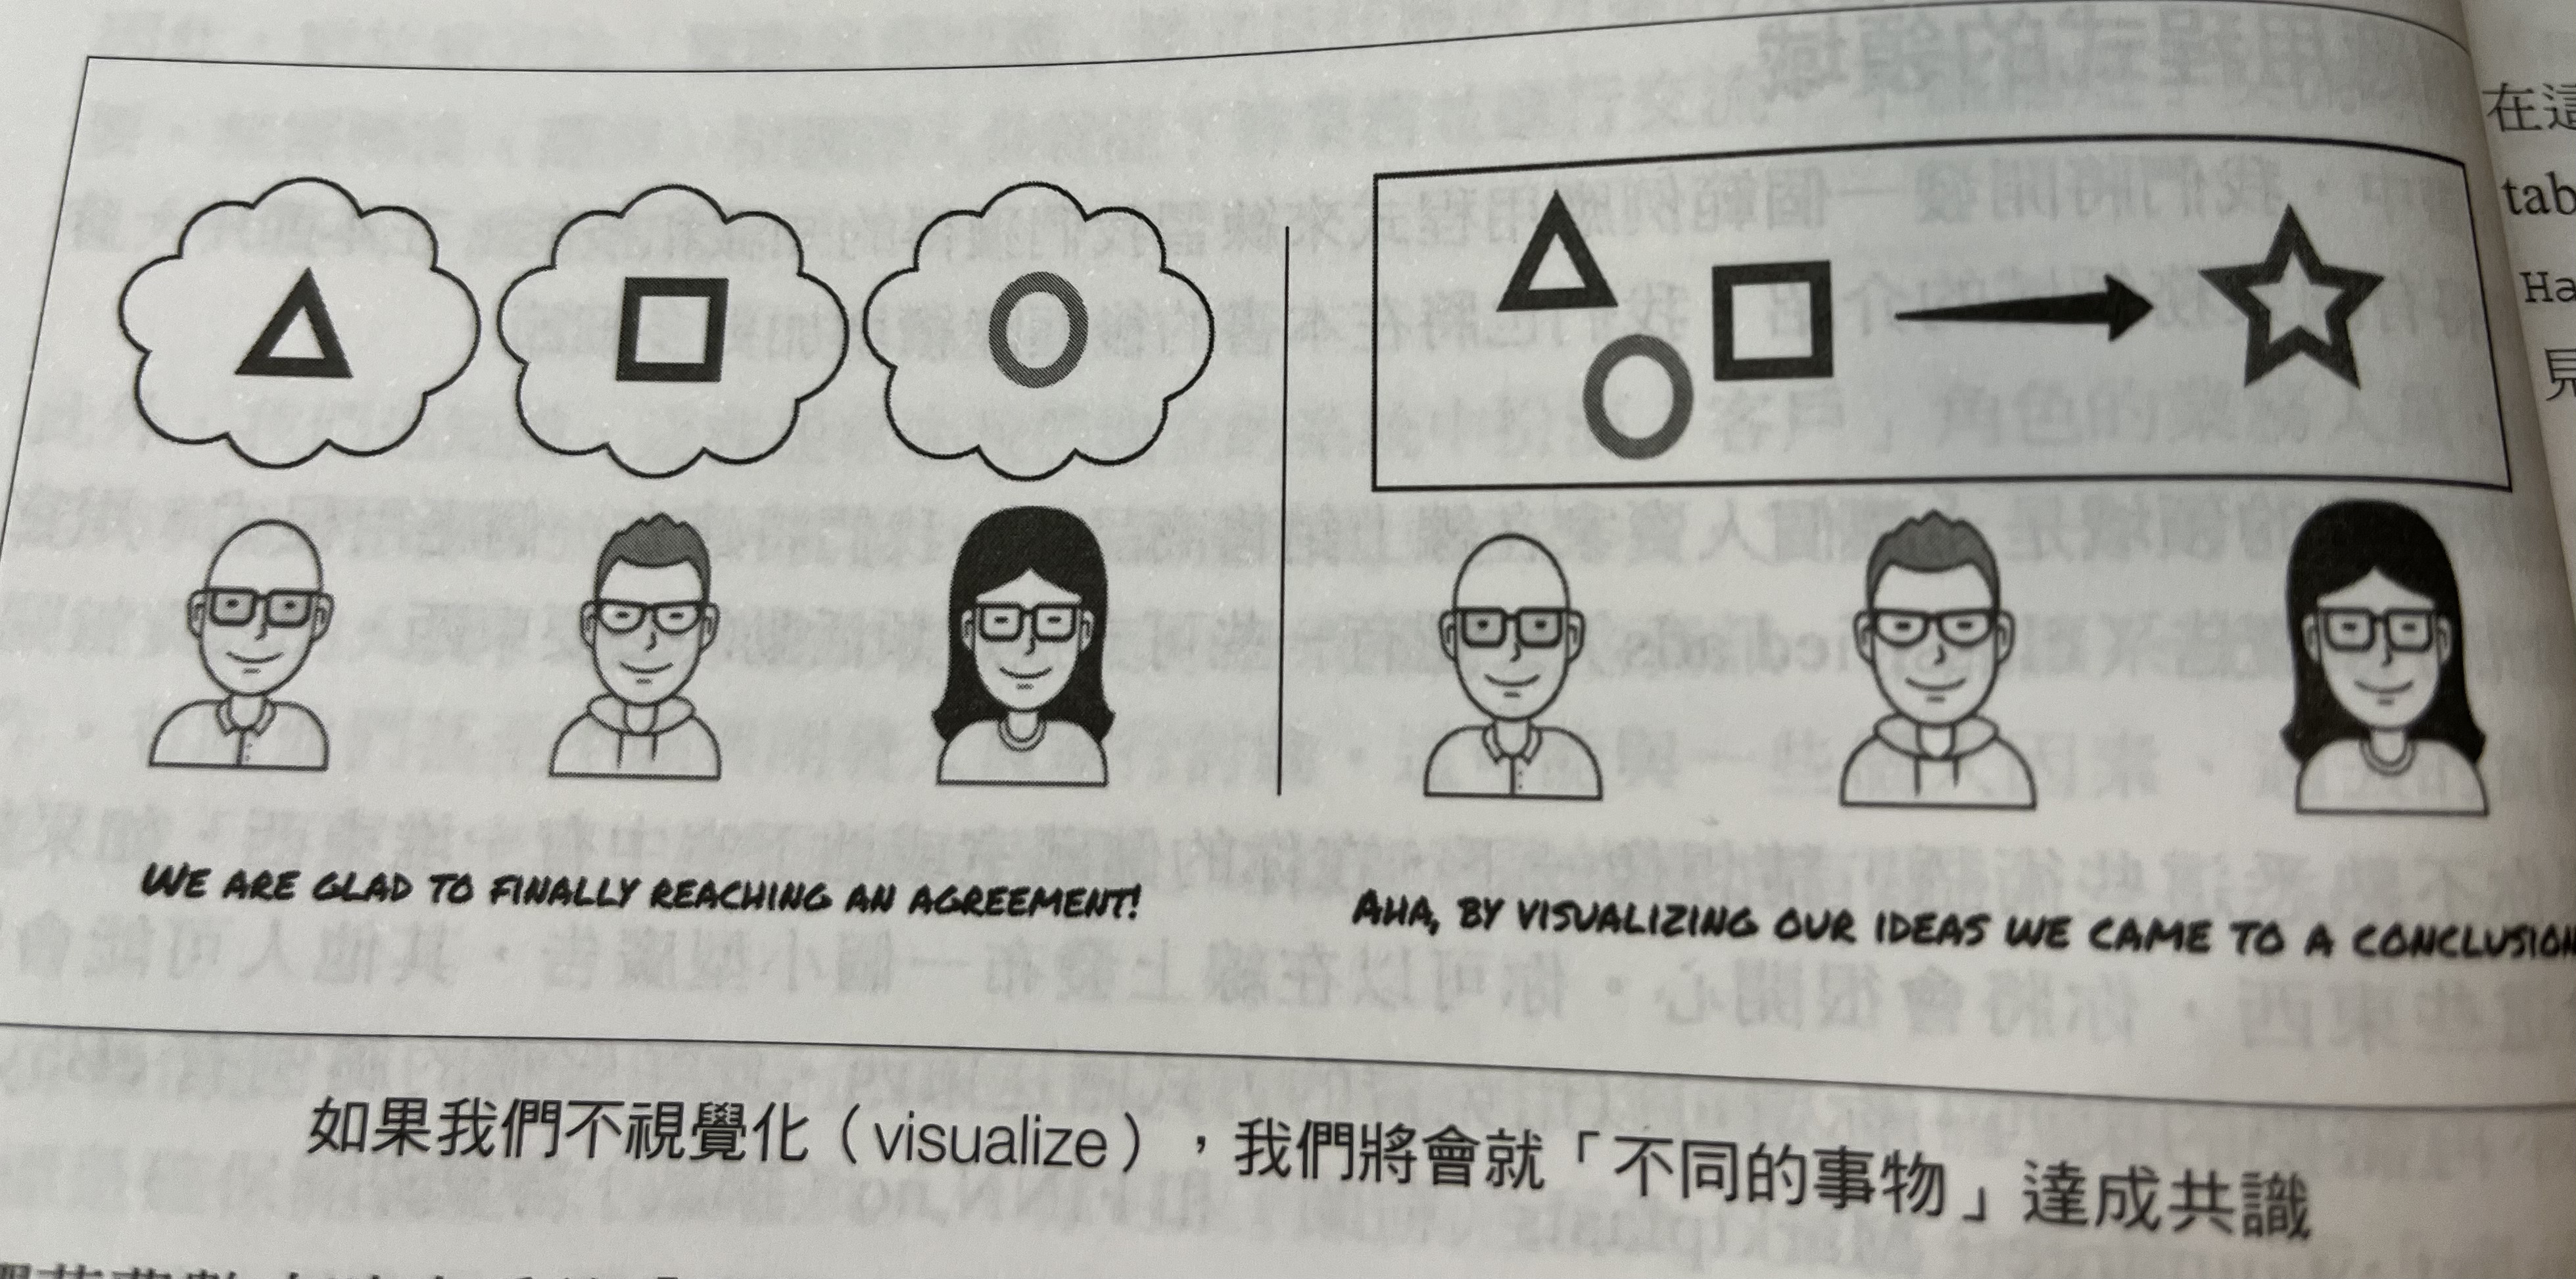 WE ARE GLAD TO FINALLY REACHING AN AGREEMENT!
AHA, BY VISUALIZING OUR IDEAS WE CAME TO A CONCLUSION
如果我們不視覺化（visualize），我們將會就「不同的事物」達成共識
在這
tab
Ha
見